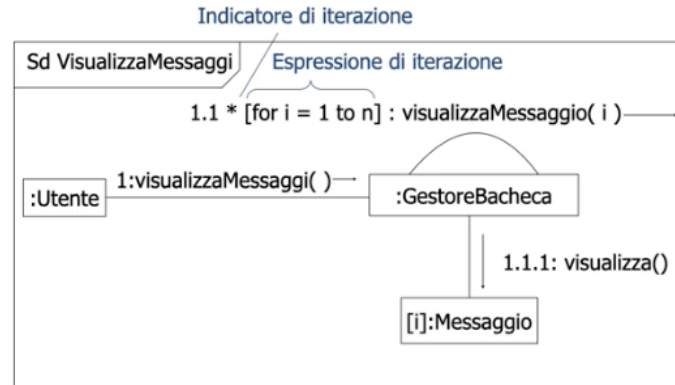 Indicatore di iterazione
Sd VisualizzaMessaggi
Espressione di iterazione
1.1 * [for i = 1 to n] : visualizzaMessaggio( i )
1:visualizzaMessaggi( )
:Utente
:GestoreBacheca
1.1.1: visualizza()
[i]:Messaggio